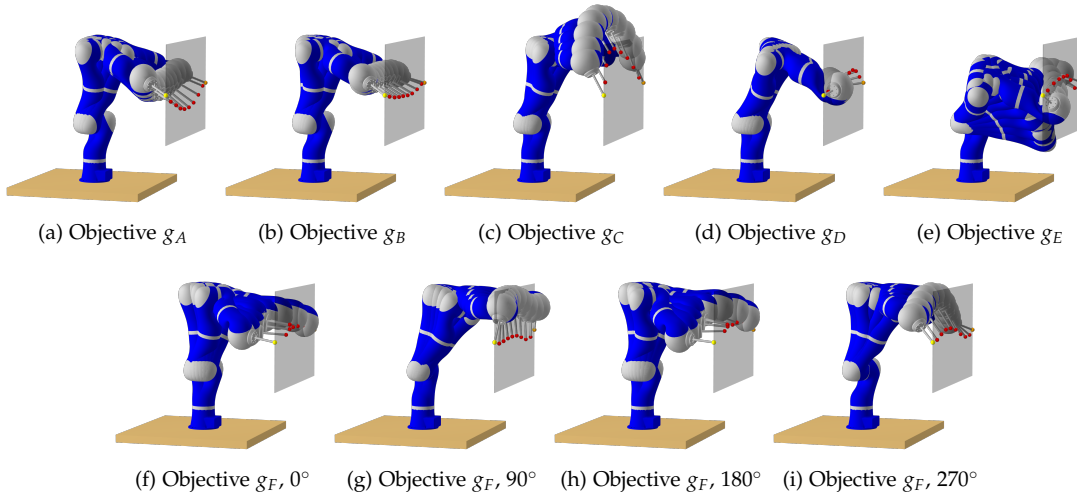 (a) Objective g_A
(b) Objective g_B
(c) Objective g_C
(d) Objective g_D
(e) Objective g_E
(f) Objective g_F, 0°
(g) Objective g_F, 90°
(h) Objective g_F, 180°
(i) Objective g_F, 270°